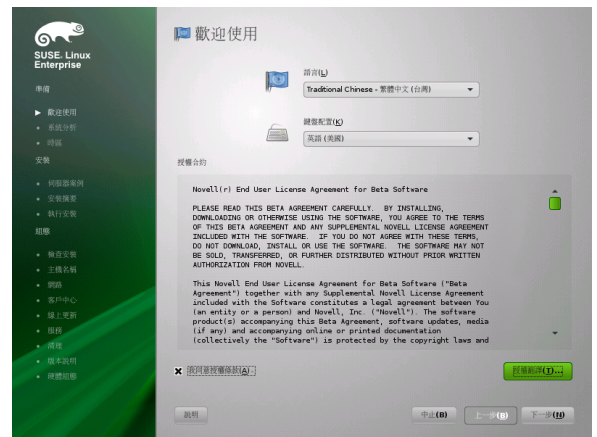 SUSE. Linux
Enterprise
準備
歡迎使用
系統分析
時區
安裝
伺服器案例
安裝摘要
執行安裝
組態
檢查安裝
主機名稱
網路
客戶中心
線上更新
服務
清理
版本說明
硬體組態
歡迎使用
語言(L)
Traditional Chinese - 繁體中文 (台灣)
鍵盤配置(K)
英語 (美國)
授權合約
Novell(r) End User License Agreement for Beta Software
PLEASE READ THIS BETA AGREEMENT CAREFULLY. BY INSTALLING,
DOWNLOADING OR OTHERWISE USING THE SOFTWARE, YOU AGREE TO THE TERMS
OF THIS BETA AGREEMENT AND ANY SUPPLEMENTAL NOVELL LICENSE AGREEMENT
INCLUDED WITH THE SOFTWARE. IF YOU DO NOT AGREE WITH THESE TERMS,
DO NOT DOWNLOAD, INSTALL OR USE THE SOFTWARE. THE SOFTWARE MAY NOT
BE SOLD, TRANSFERRED, OR FURTHER DISTRIBUTED WITHOUT PRIOR WRITTEN
AUTHORIZATION FROM NOVELL.
This Novell End User License Agreement for Beta Software ("Beta
Agreement") together with any Supplemental Novell License Agreement
included with the Software constitutes a legal agreement between You
(an entity or a person) and Novell, Inc. ("Novell"). The software
product(s) accompanying this Beta Agreement, software updates, media
(if any) and accompanying online or printed documentation
(collectively the "Software") is protected by the copyright laws and
我同意授權條款(A)。
授權翻譯(T)...
說明
中止(B)
上一步(B)
下一步(N)